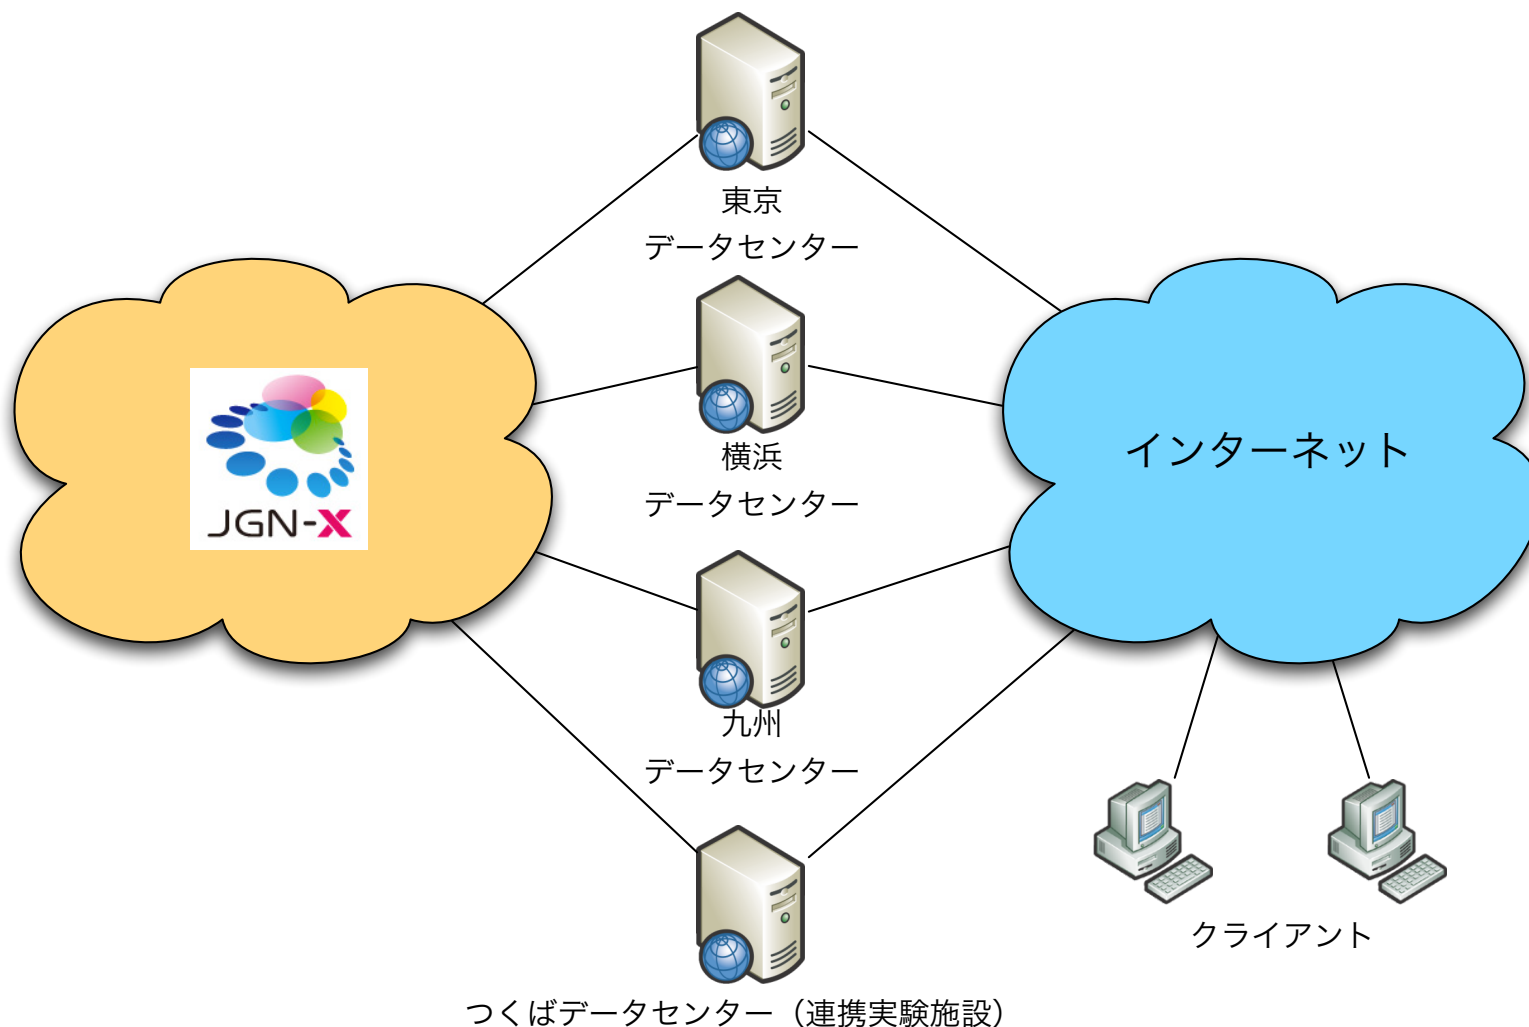 東京
データセンター
横浜
データセンター
JGN-X
インターネット
九州
データセンター
クライアント
つくばデータセンター（連携実験施設）